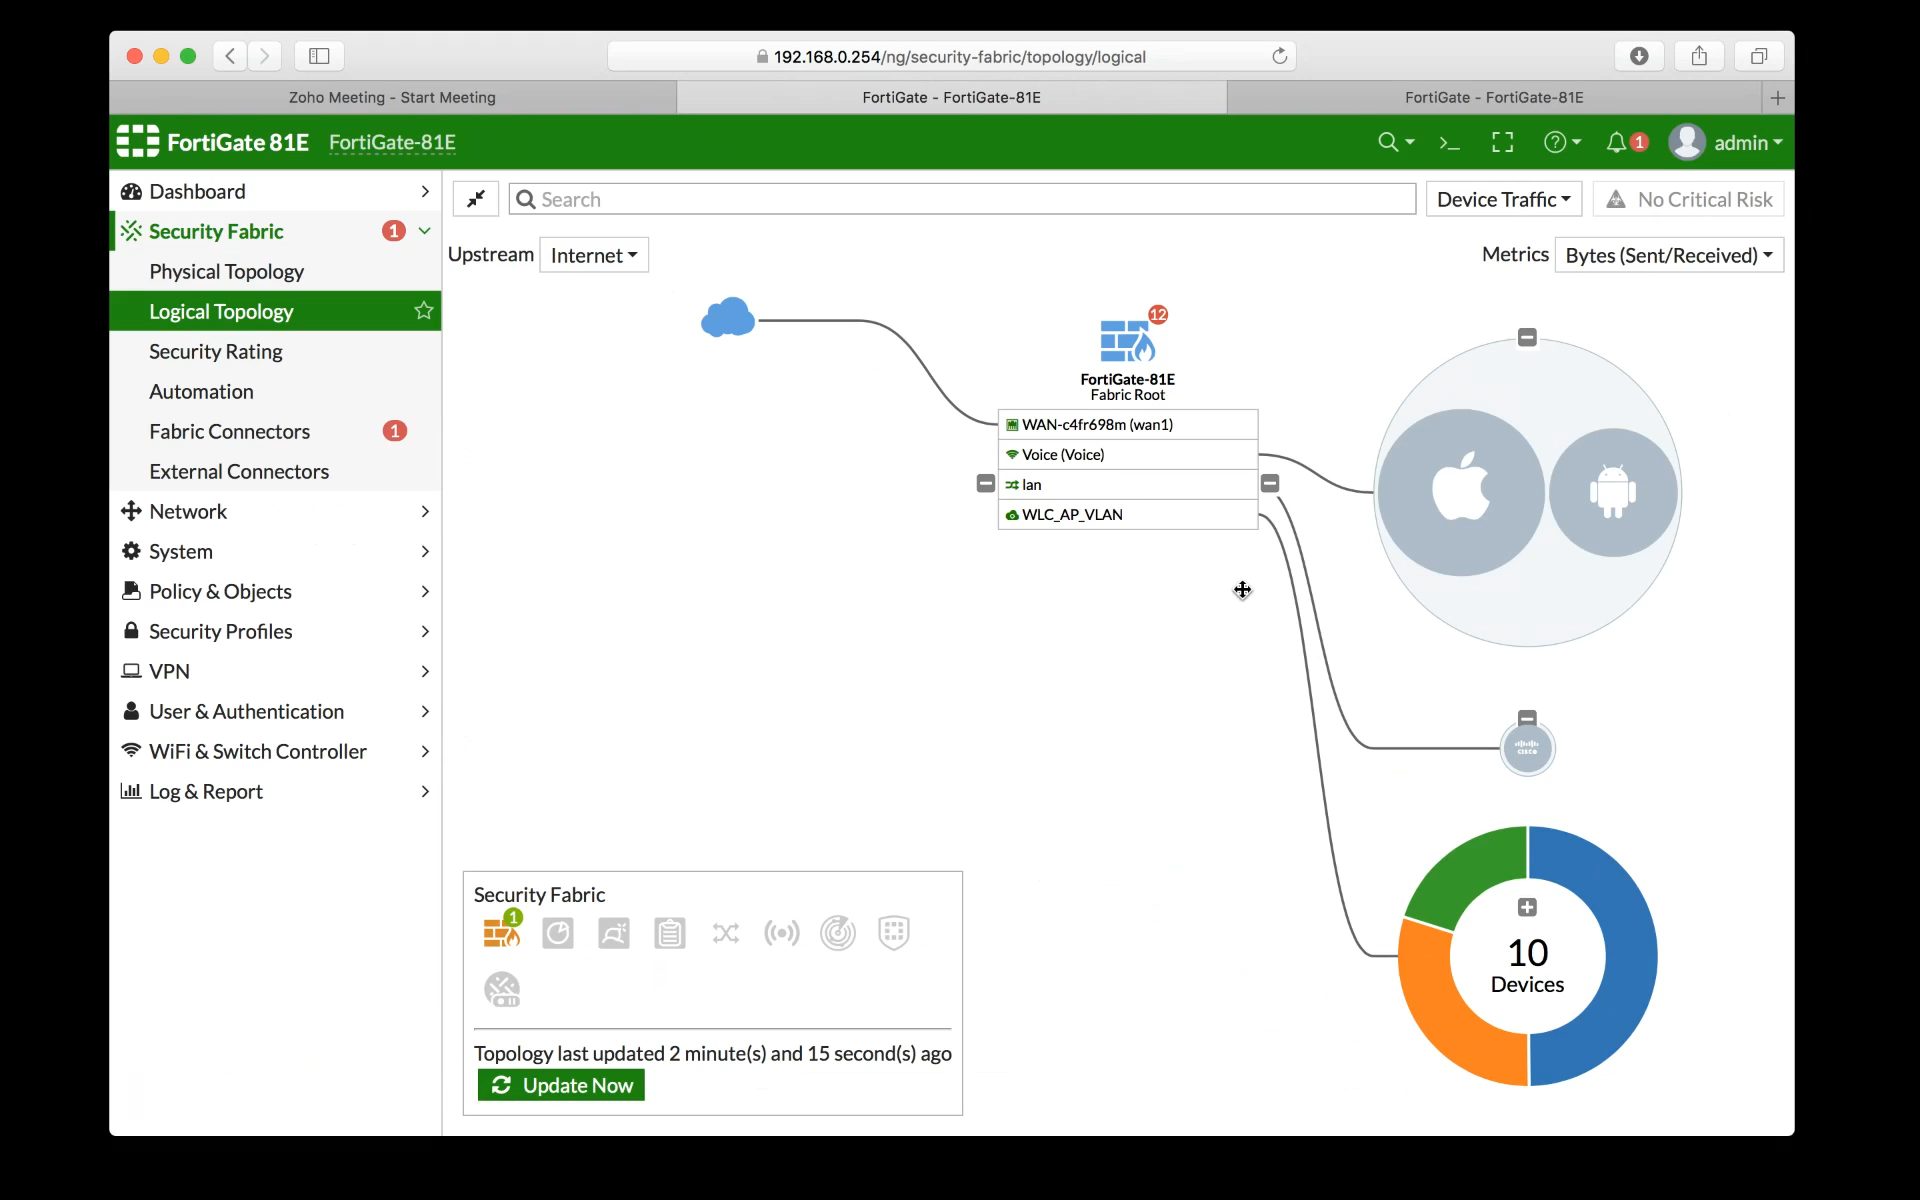 192.168.0.254/ng/security-fabric/topology/logical
Zoho Meeting - Start Meeting
FortiGate - FortiGate-81E
FortiGate - FortiGate-81E
FortiGate 81E
FortiGate-81E
1
admin
Dashboard
Security Fabric
1
Physical Topology
Logical Topology
Security Rating
Automation
Fabric Connectors
1
External Connectors
Network
System
Policy & Objects
Security Profiles
VPN
User & Authentication
WiFi & Switch Controller
Log & Report
Search
Device Traffic
No Critical Risk
Upstream
Internet
Metrics
Bytes (Sent/Received)
12
FortiGate-81E
Fabric Root
WAN-c4fr698m (wan1)
Voice (Voice)
lan
WLC_AP_VLAN
CISCO
10
Devices
Security Fabric
1
Topology last updated 2 minute(s) and 15 second(s) ago
Update Now